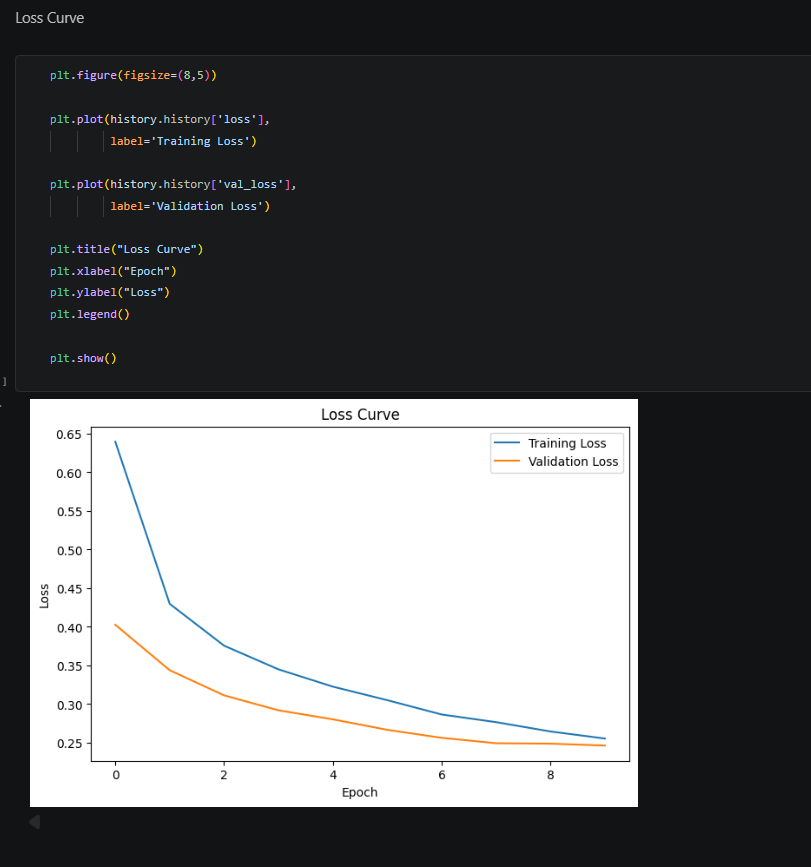 Loss Curve
plt.figure(figsize=(8,5))
plt.plot(history.history['loss'],
label='Training Loss')
plt.plot(history.history['val_loss'],
label='Validation Loss')
plt.title("Loss Curve")
plt.xlabel("Epoch")
plt.ylabel("Loss")
plt.legend()
plt.show()
]
Loss Curve
Training Loss
Validation Loss
0.65
0.60
0.55
0.50
0.45
0.40
0.35
0.30
0.25
Loss
0 2 4 6 8
Epoch